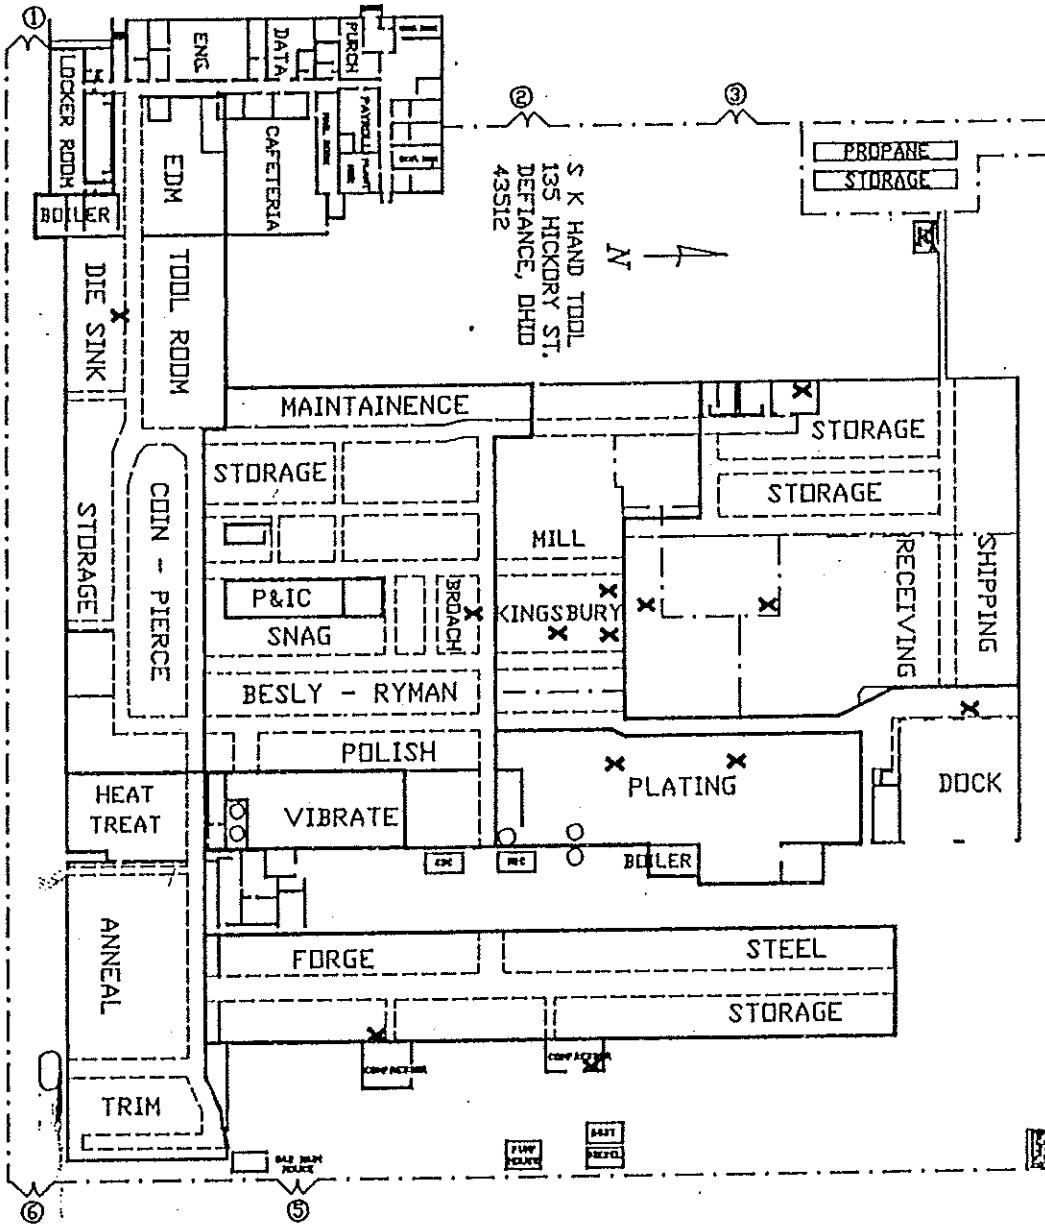 ①
②
③
ENG.
DATA
PURCH
PAYROLL
PLANT
LOCKER ROOM
EDM
CAFETERIA
BOILER
S K HAND TOOL
135 HICKORY ST.
DEFIANCE, OHIO
43512
N
PROPANE
STORAGE
DIE SINK
TOOL ROOM
MAINTAINENCE
STORAGE
STORAGE
STORAGE
STORAGE
COIN - PIERCE
MILL
RECEIVING
SHIPPING
P&IC
SNAG
BROACH
KINGSBURY
BESLY - RYMAN
POLISH
HEAT
TREAT
VIBRATE
PLATING
DOCK
BOILER
ANNEAL
FORGE
STEEL
STORAGE
COMPACTOR
COMPACTOR
TRIM
PUMP
HOUSE
⑥
⑤